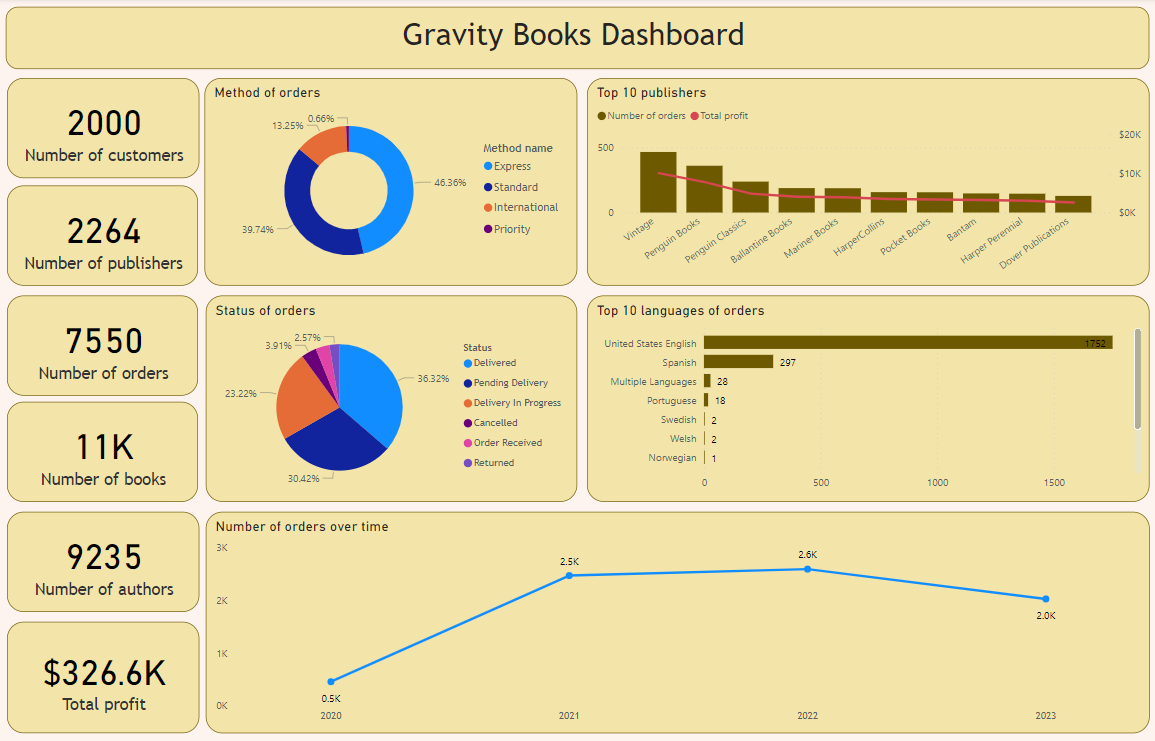 Gravity Books Dashboard
2000
Number of customers
2264
Number of publishers
7550
Number of orders
11K
Number of books
9235
Number of authors
$326.6K
Total profit
Method of orders
0.66%
13.25%
46.36%
39.74%
Method name
Express
Standard
International
Priority
Top 10 publishers
Number of orders Total profit
500
0
$20K
$10K
$0K
Vintage
Penguin Books
Penguin Classics
Ballantine Books
Mariner Books
HarperCollins
Pocket Books
Bantam
Harper Perennial
Dover Publications
Status of orders
2.57%
3.91%
36.32%
23.22%
30.42%
Status
Delivered
Pending Delivery
Delivery In Progress
Cancelled
Order Received
Returned
Top 10 languages of orders
United States English 1752
Spanish 297
Multiple Languages 28
Portuguese 18
Swedish 2
Welsh 2
Norwegian 1
0 500 1000 1500
Number of orders over time
3K
2K
1K
0K
0.5K
2.5K
2.6K
2.0K
2020 2021 2022 2023